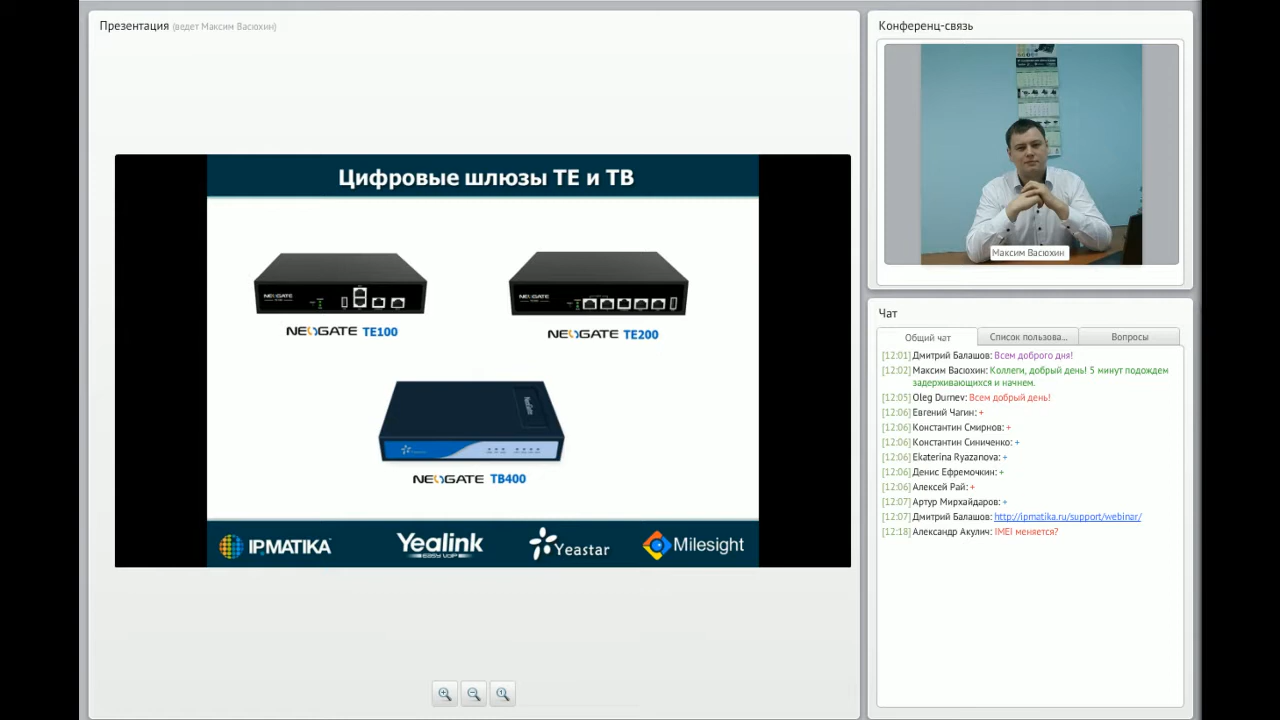 Презентация (ведет Максим Васюхин)
Цифровые шлюзы TE и TB
NEOGATE
NEOGATE
NEOGATE TE100
NEOGATE TE200
NEOGATE TB400
IPMATIKA
Yealink
EASY VOIP
Yeastar
Milesight
Конференц-связь
Максим Васюхин
Чат
Общий чат
Список пользова...
Вопросы
[12:01] Дмитрий Балашов: Всем доброго дня!
[12:02] Максим Васюхин: Коллеги, добрый день! 5 минут подождем
задерживающихся и начнем.
[12:05] Oleg Durnev: Всем добрый день!
[12:06] Евгений Чагин: +
[12:06] Константин Смирнов: +
[12:06] Константин Синиченко: +
[12:06] Ekaterina Ryazanova: +
[12:06] Денис Ефремочкин: +
[12:06] Алексей Рай: +
[12:07] Артур Мирхайдаров: +
[12:07] Дмитрий Балашов: http://ipmatika.ru/support/webinar/
[12:18] Александр Акулич: IMEI меняется?